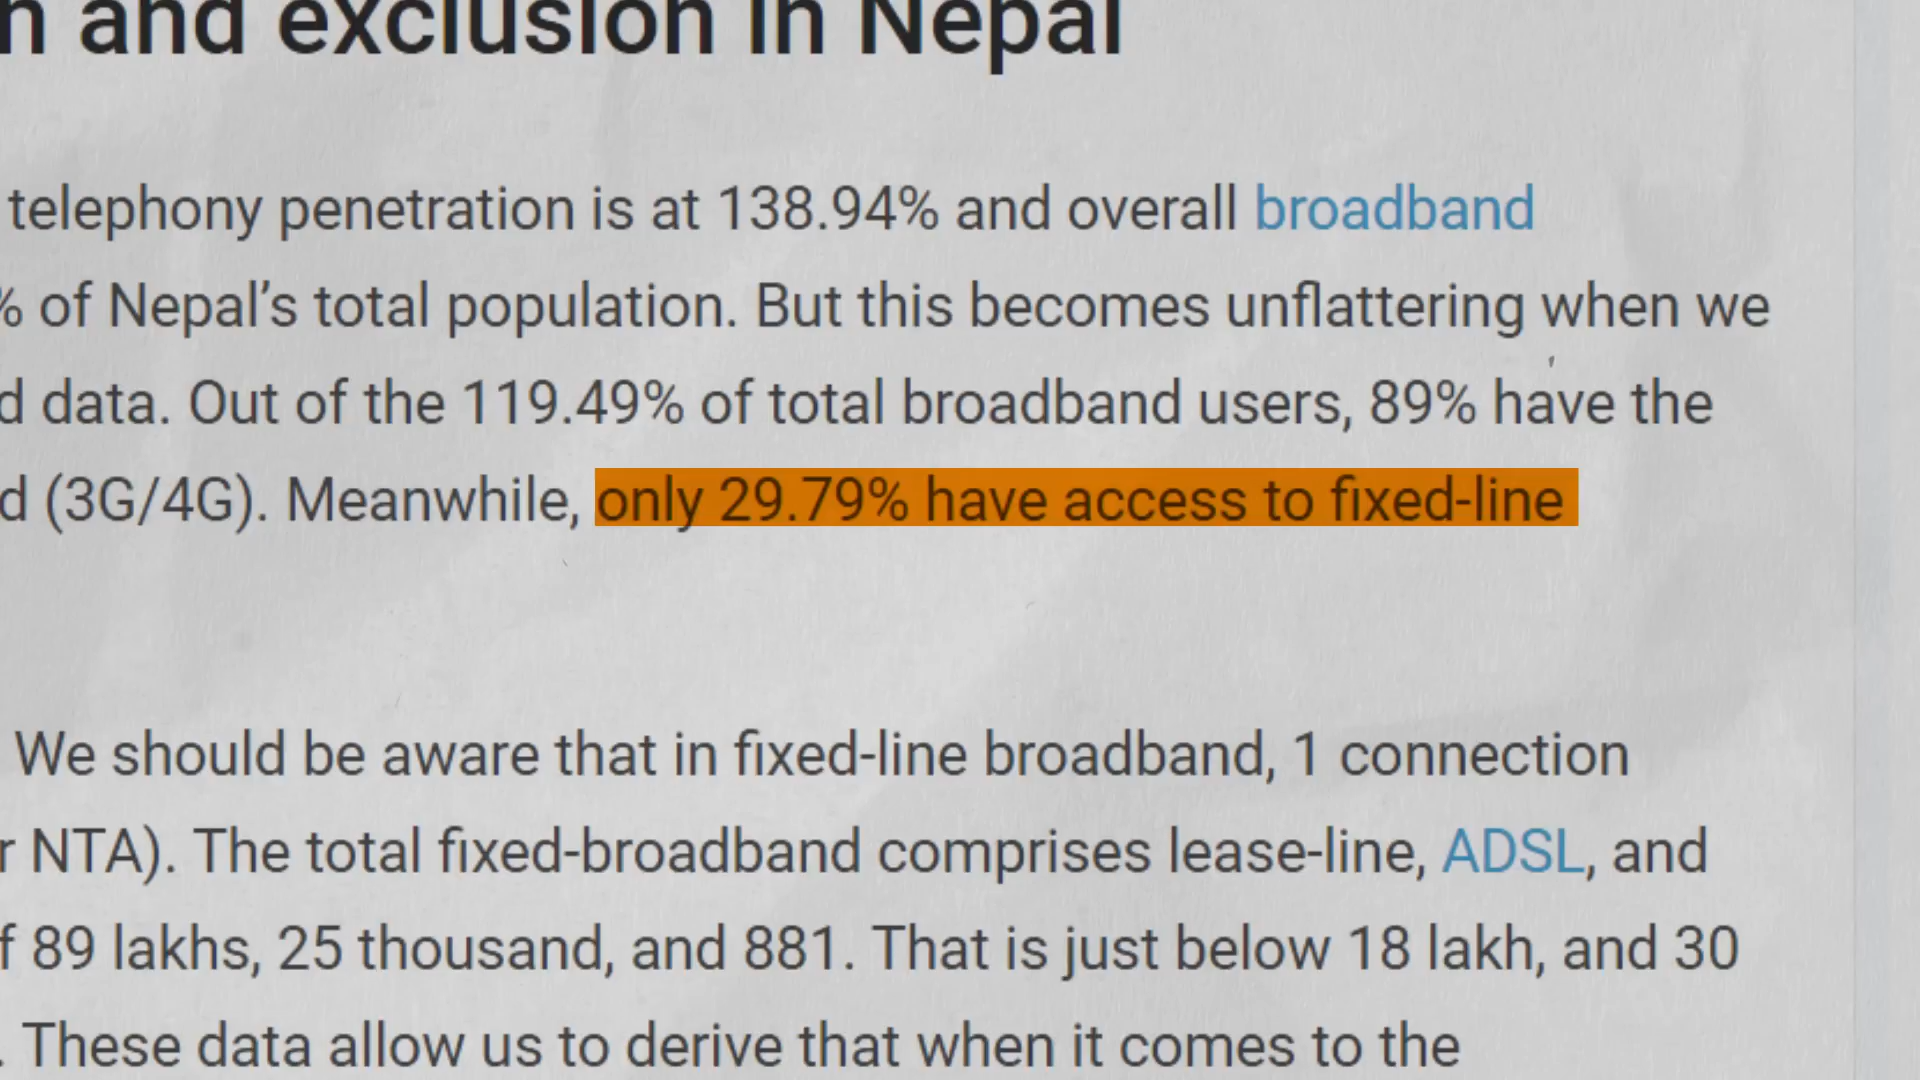 and exclusion in Nepal
telephony penetration is at 138.94% and overall broadband
% of Nepal’s total population. But this becomes unflattering when we
data. Out of the 119.49% of total broadband users, 89% have the
(3G/4G). Meanwhile, only 29.79% have access to fixed-line
We should be aware that in fixed-line broadband, 1 connection
NTA). The total fixed-broadband comprises lease-line, ADSL, and
89 lakhs, 25 thousand, and 881. That is just below 18 lakh, and 30
. These data allow us to derive that when it comes to the